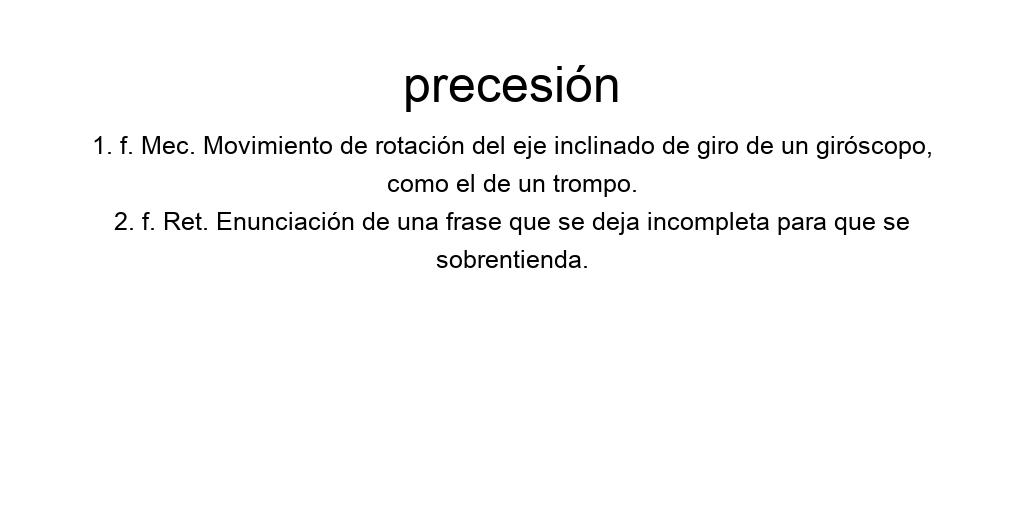 precesión
1. f. Mec. Movimiento de rotación del eje inclinado de giro de un giróscopo,
como el de un trompo.
2. f. Ret. Enunciación de una frase que se deja incompleta para que se
sobrentienda.